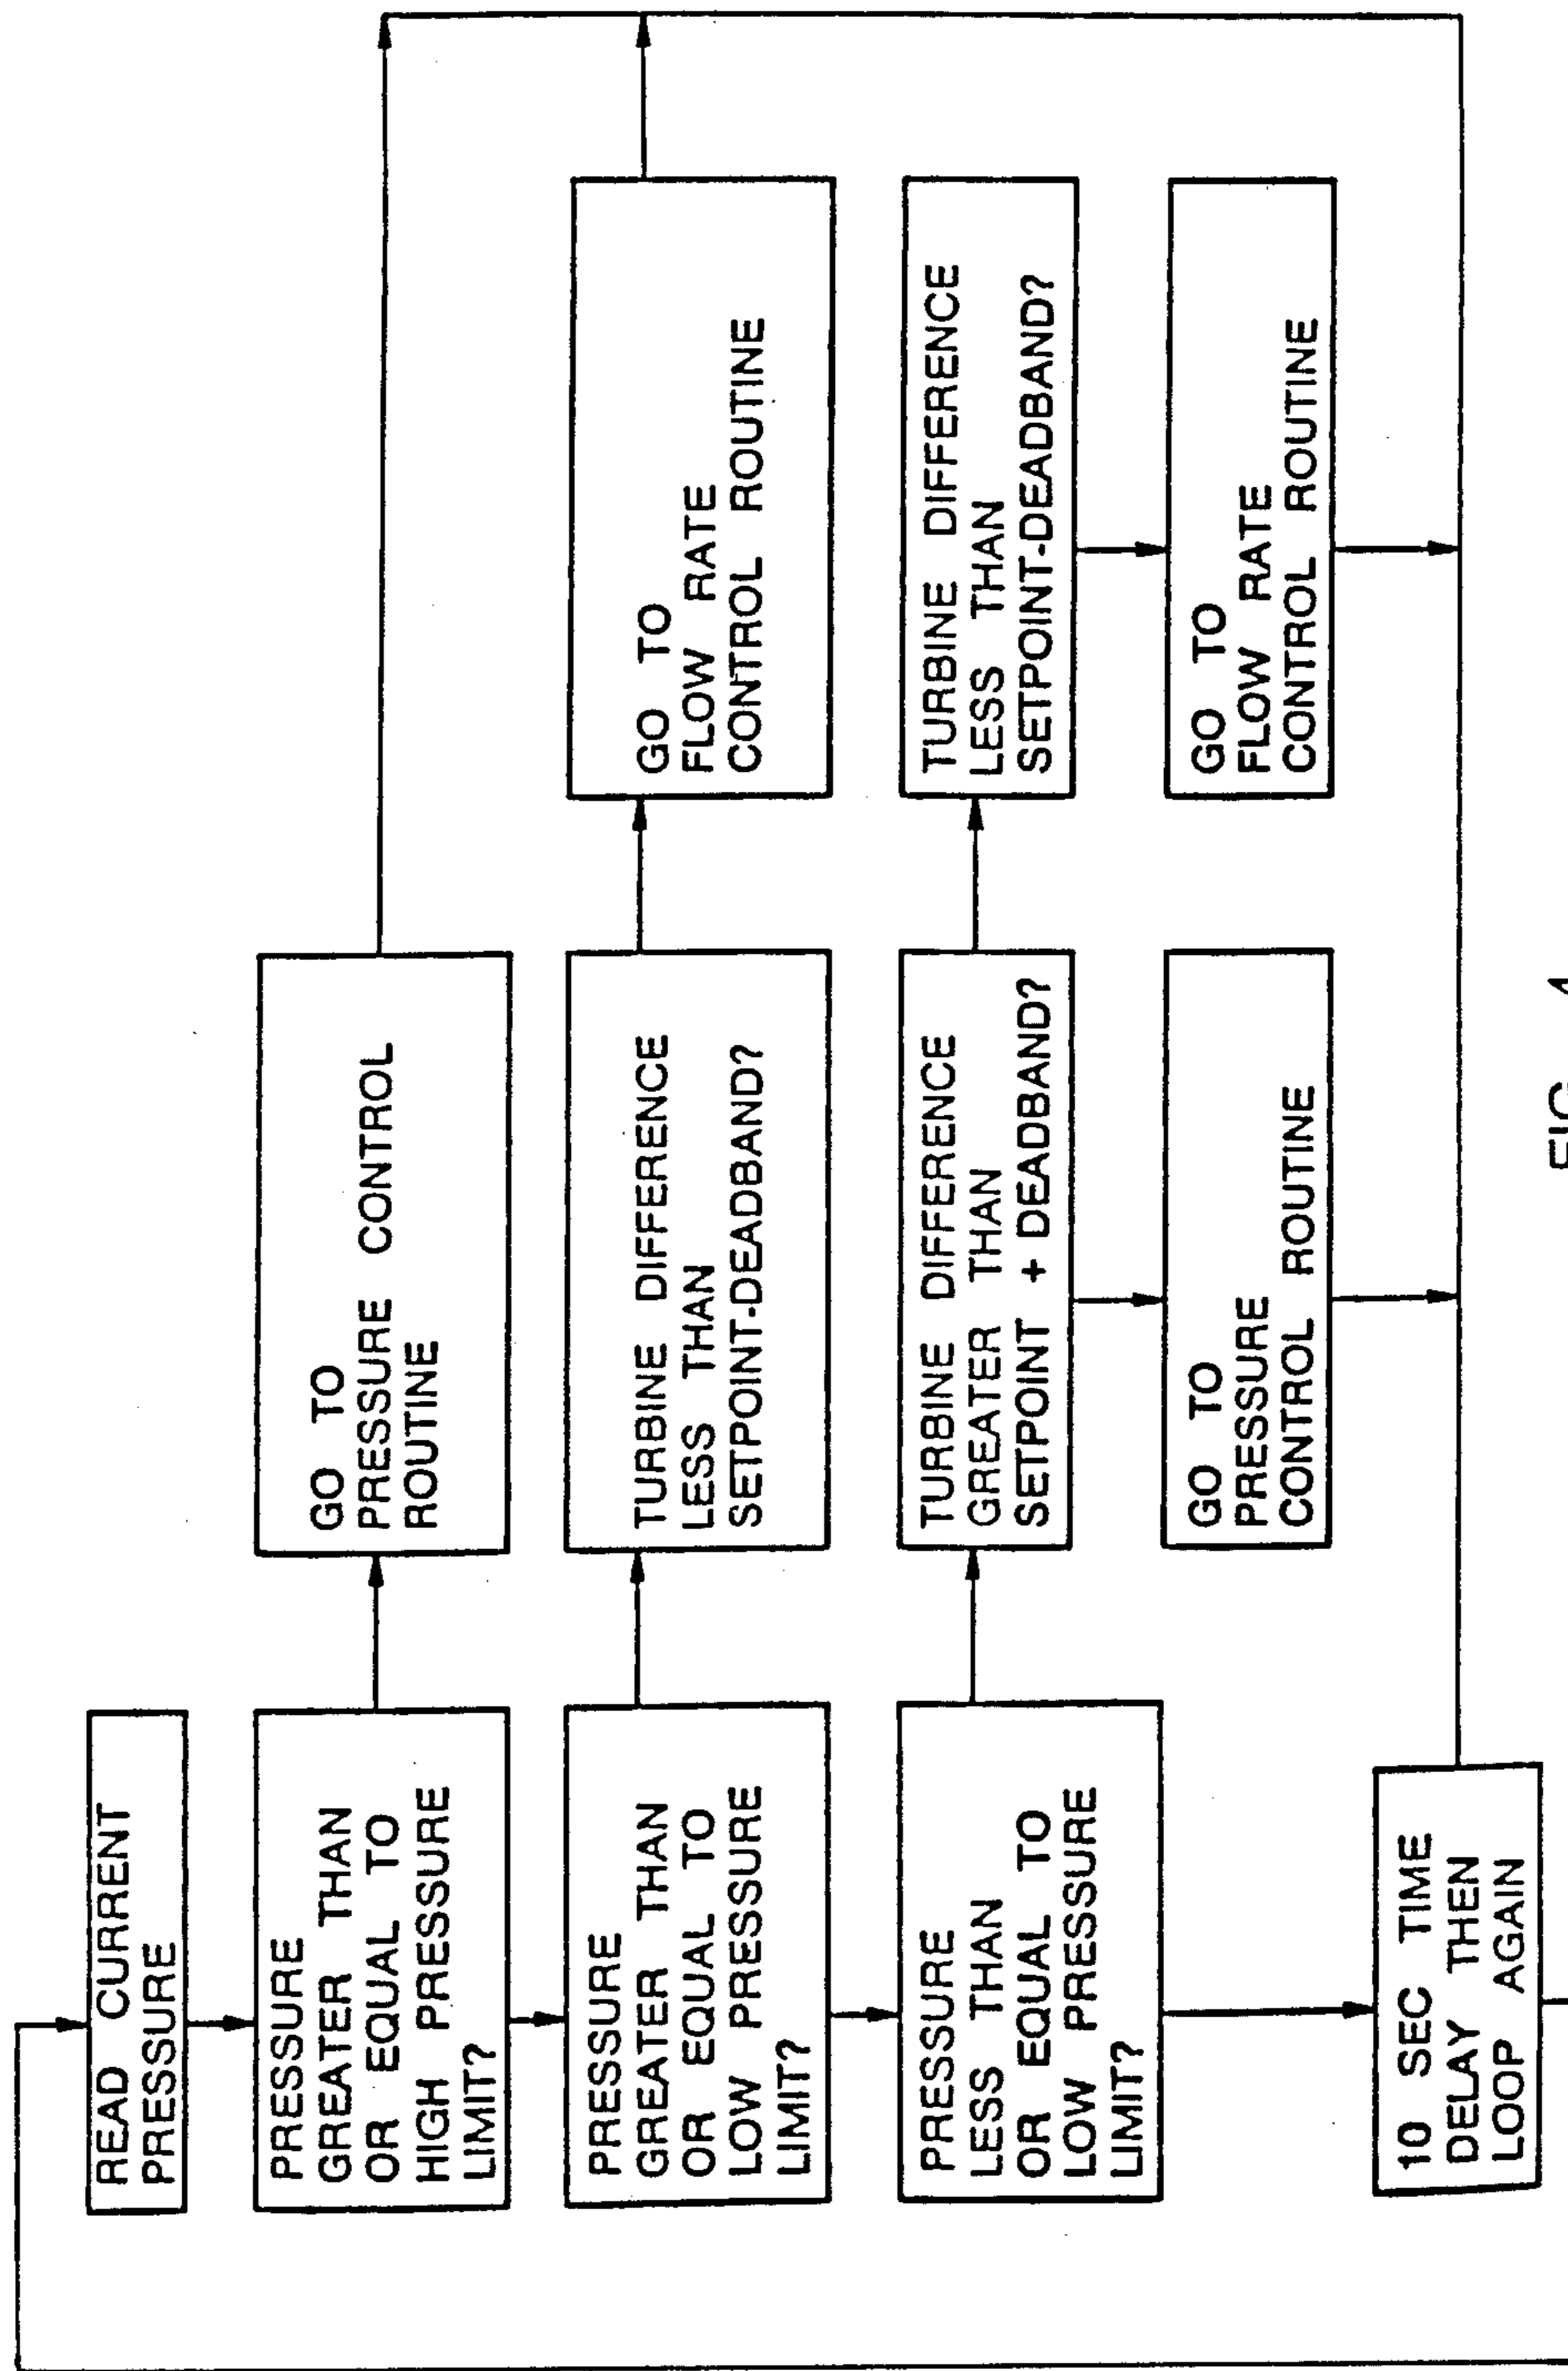 READ CURRENT
PRESSURE
PRESSURE
GREATER THAN
OR EQUAL TO
HIGH PRESSURE
LIMIT?
GO TO
PRESSURE CONTROL
ROUTINE
PRESSURE
GREATER THAN
OR EQUAL TO
LOW PRESSURE
LIMIT?
TURBINE DIFFERENCE
LESS THAN
SETPOINT-DEADBAND?
GO TO
FLOW RATE
CONTROL ROUTINE
PRESSURE
LESS THAN
OR EQUAL TO
LOW PRESSURE
LIMIT?
TURBINE DIFFERENCE
GREATER THAN
SETPOINT + DEADBAND?
TURBINE DIFFERENCE
LESS THAN
SETPOINT-DEADBAND?
GO TO
PRESSURE
CONTROL ROUTINE
GO TO
FLOW RATE
CONTROL ROUTINE
10 SEC TIME
DELAY THEN
LOOP AGAIN